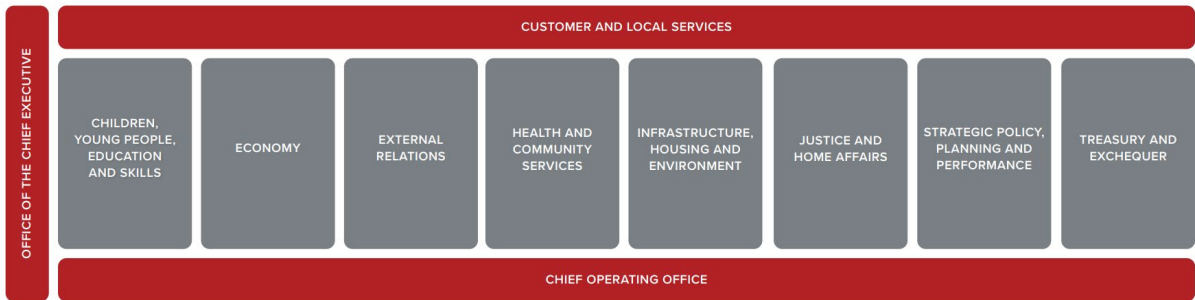 OFFICE OF THE CHIEF EXECUTIVE
CUSTOMER AND LOCAL SERVICES
CHILDREN,
YOUNG PEOPLE,
EDUCATION
AND SKILLS
ECONOMY
EXTERNAL
RELATIONS
HEALTH AND
COMMUNITY
SERVICES
INFRASTRUCTURE,
HOUSING AND
ENVIRONMENT
JUSTICE AND
HOME AFFAIRS
STRATEGIC POLICY,
PLANNING AND
PERFORMANCE
TREASURY AND
EXCHEQUER
CHIEF OPERATING OFFICE